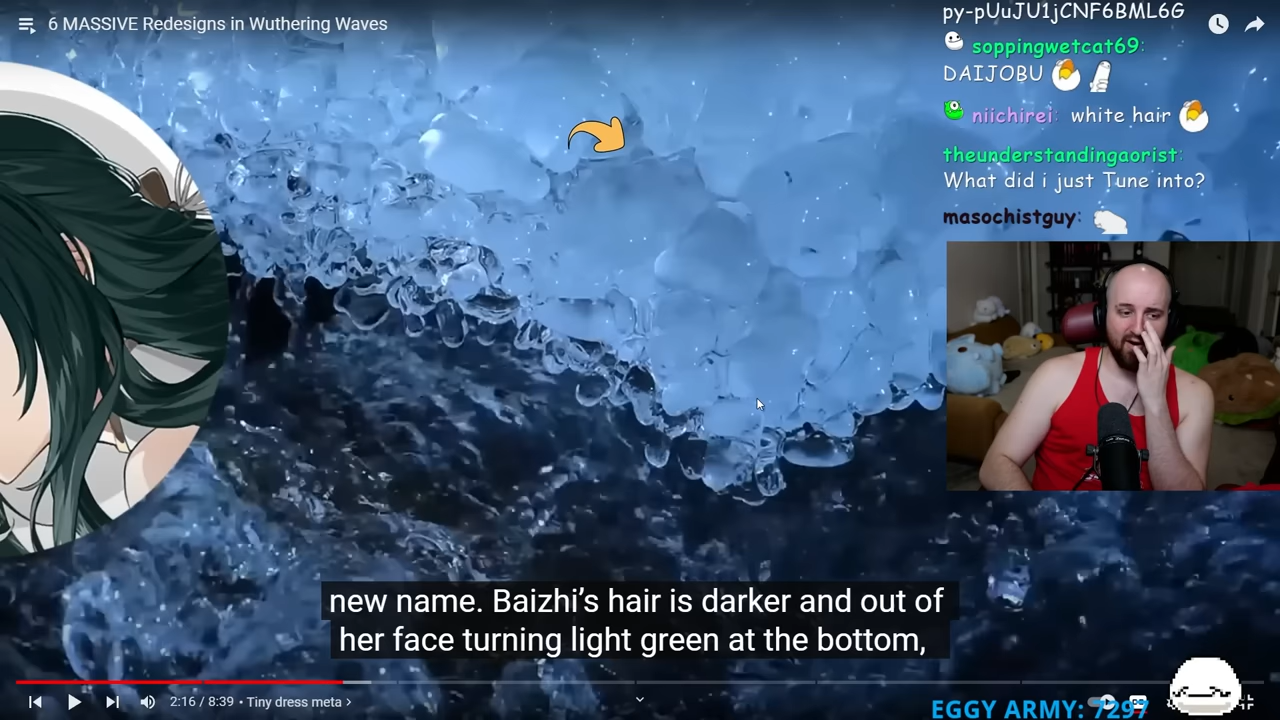 6 MASSIVE Redesigns in Wuthering Waves
py-pUuJU1jCNF6BML6G
soppingwetcat69:
DAIJOBU
niichirei: white hair
theunderstandingaorist:
What did i just Tune into?
masochistguy:
new name. Baizhi’s hair is darker and out of
her face turning light green at the bottom,
2:16 / 8:39 • Tiny dress meta >
EGGY ARMY: 7297